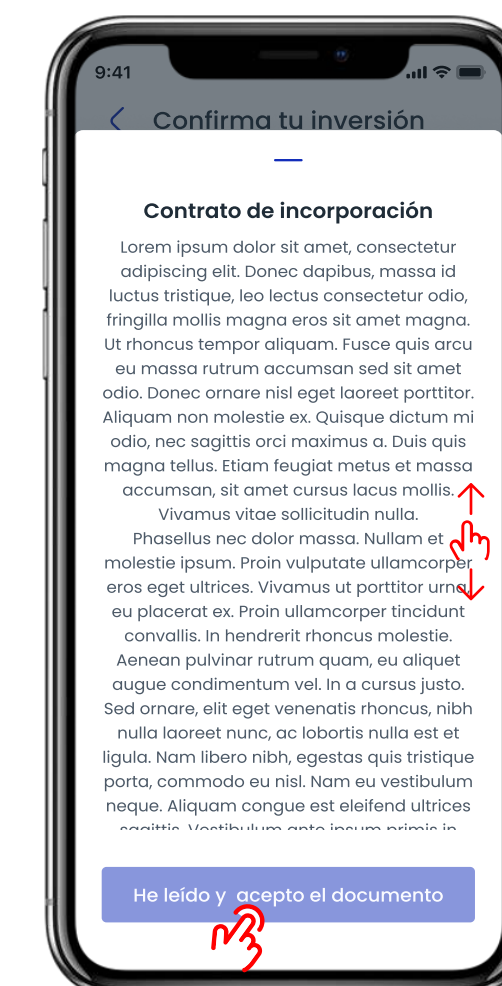 9:41
Confirma tu inversión
Contrato de incorporación
Lorem ipsum dolor sit amet, consectetur
adipiscing elit. Donec dapibus, massa id
luctus tristique, leo lectus consectetur odio,
fringilla mollis magna eros sit amet magna.
Ut rhoncus tempor aliquam. Fusce quis arcu
eu massa rutrum accumsan sed sit amet
odio. Donec ornare nisl eget laoreet porttitor.
Aliquam non molestie ex. Quisque dictum mi
odio, nec sagittis orci maximus a. Duis quis
magna tellus. Etiam feugiat metus et massa
accumsan, sit amet cursus lacus mollis.
Vivamus vitae sollicitudin nulla.
Phasellus nec dolor massa. Nullam et
molestie ipsum. Proin vulputate ullamcorper
eros eget ultrices. Vivamus ut porttitor urna,
eu placerat ex. Proin ullamcorper tincidunt
convallis. In hendrerit rhoncus molestie.
Aenean pulvinar rutrum quam, eu aliquet
augue condimentum vel. In a cursus justo.
Sed ornare, elit eget venenatis rhoncus, nibh
nulla laoreet nunc, ac lobortis nulla est et
ligula. Nam libero nibh, egestas quis tristique
porta, commodo eu nisl. Nam eu vestibulum
neque. Aliquam congue est eleifend ultrices
sagittis. Vestibulum ante ipsum primis in
He leído y acepto el documento